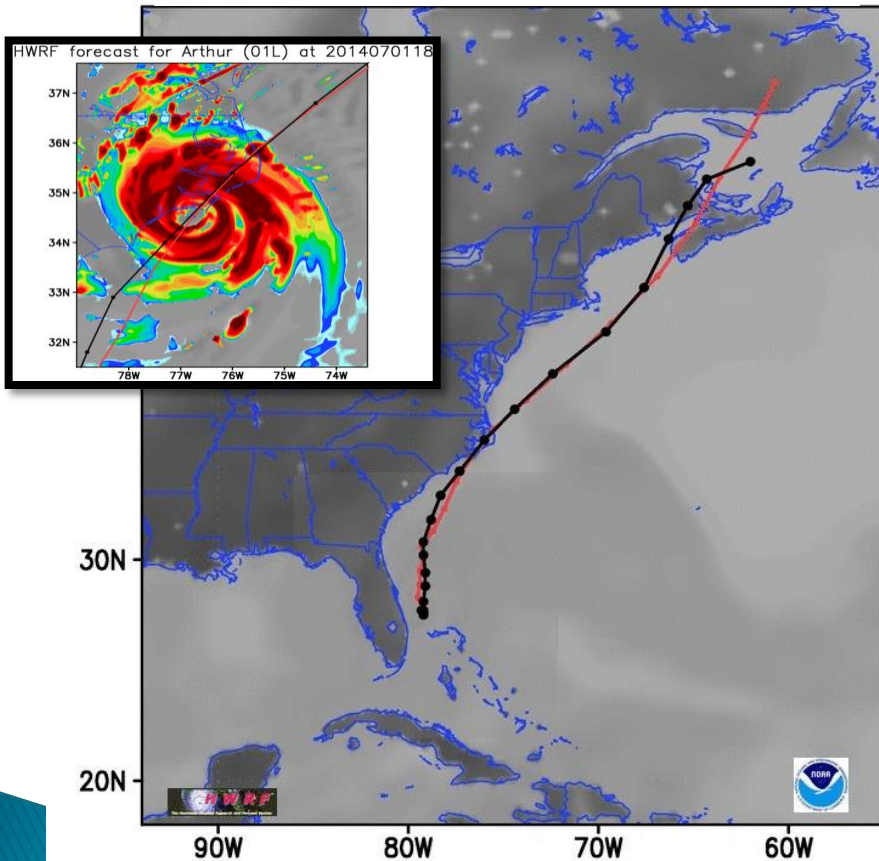 HWRF forecast for Arthur (01L) at 2014070118
37N
36N
35N
34N
33N
32N
78W 77W 76W 75W 74W
30N
20N
HWRF
NOAA
90W 80W 70W 60W